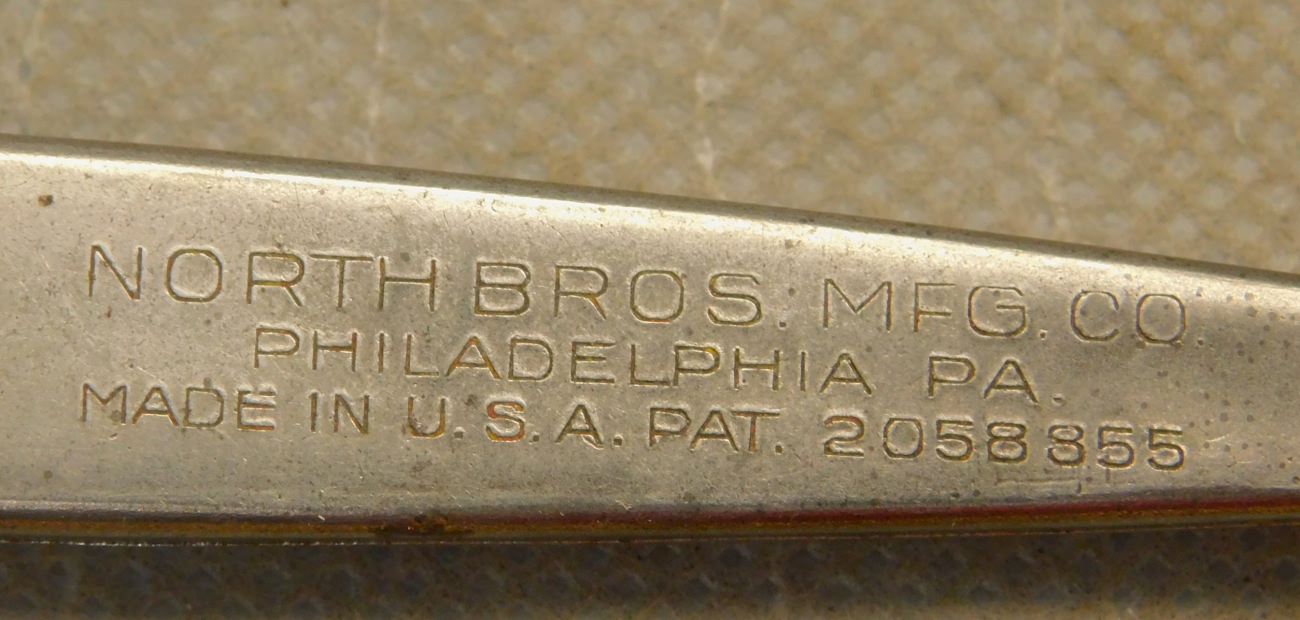 NORTH BROS. MFG. CO.
PHILADELPHIA PA.
MADE IN U.S.A. PAT. 2058855